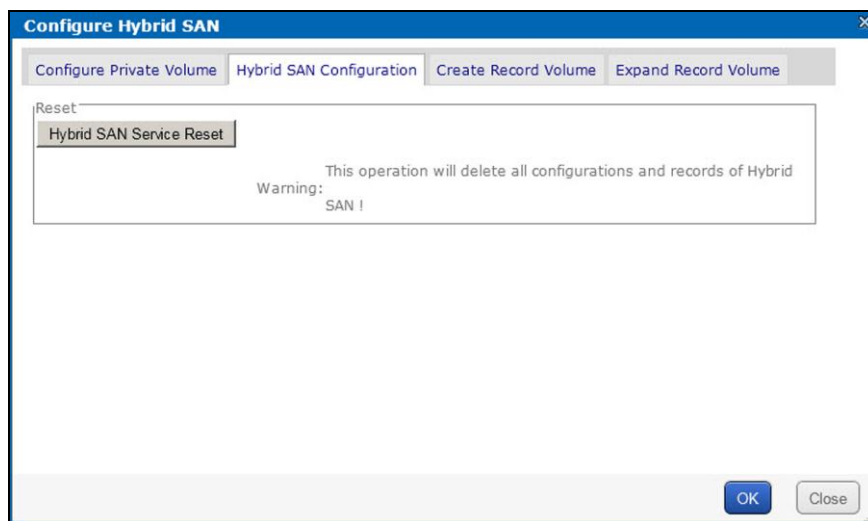 Configure Hybrid SAN
Configure Private Volume Hybrid SAN Configuration Create Record Volume Expand Record Volume
Reset
Hybrid SAN Service Reset
This operation will delete all configurations and records of Hybrid
Warning:
SAN !
OK Close